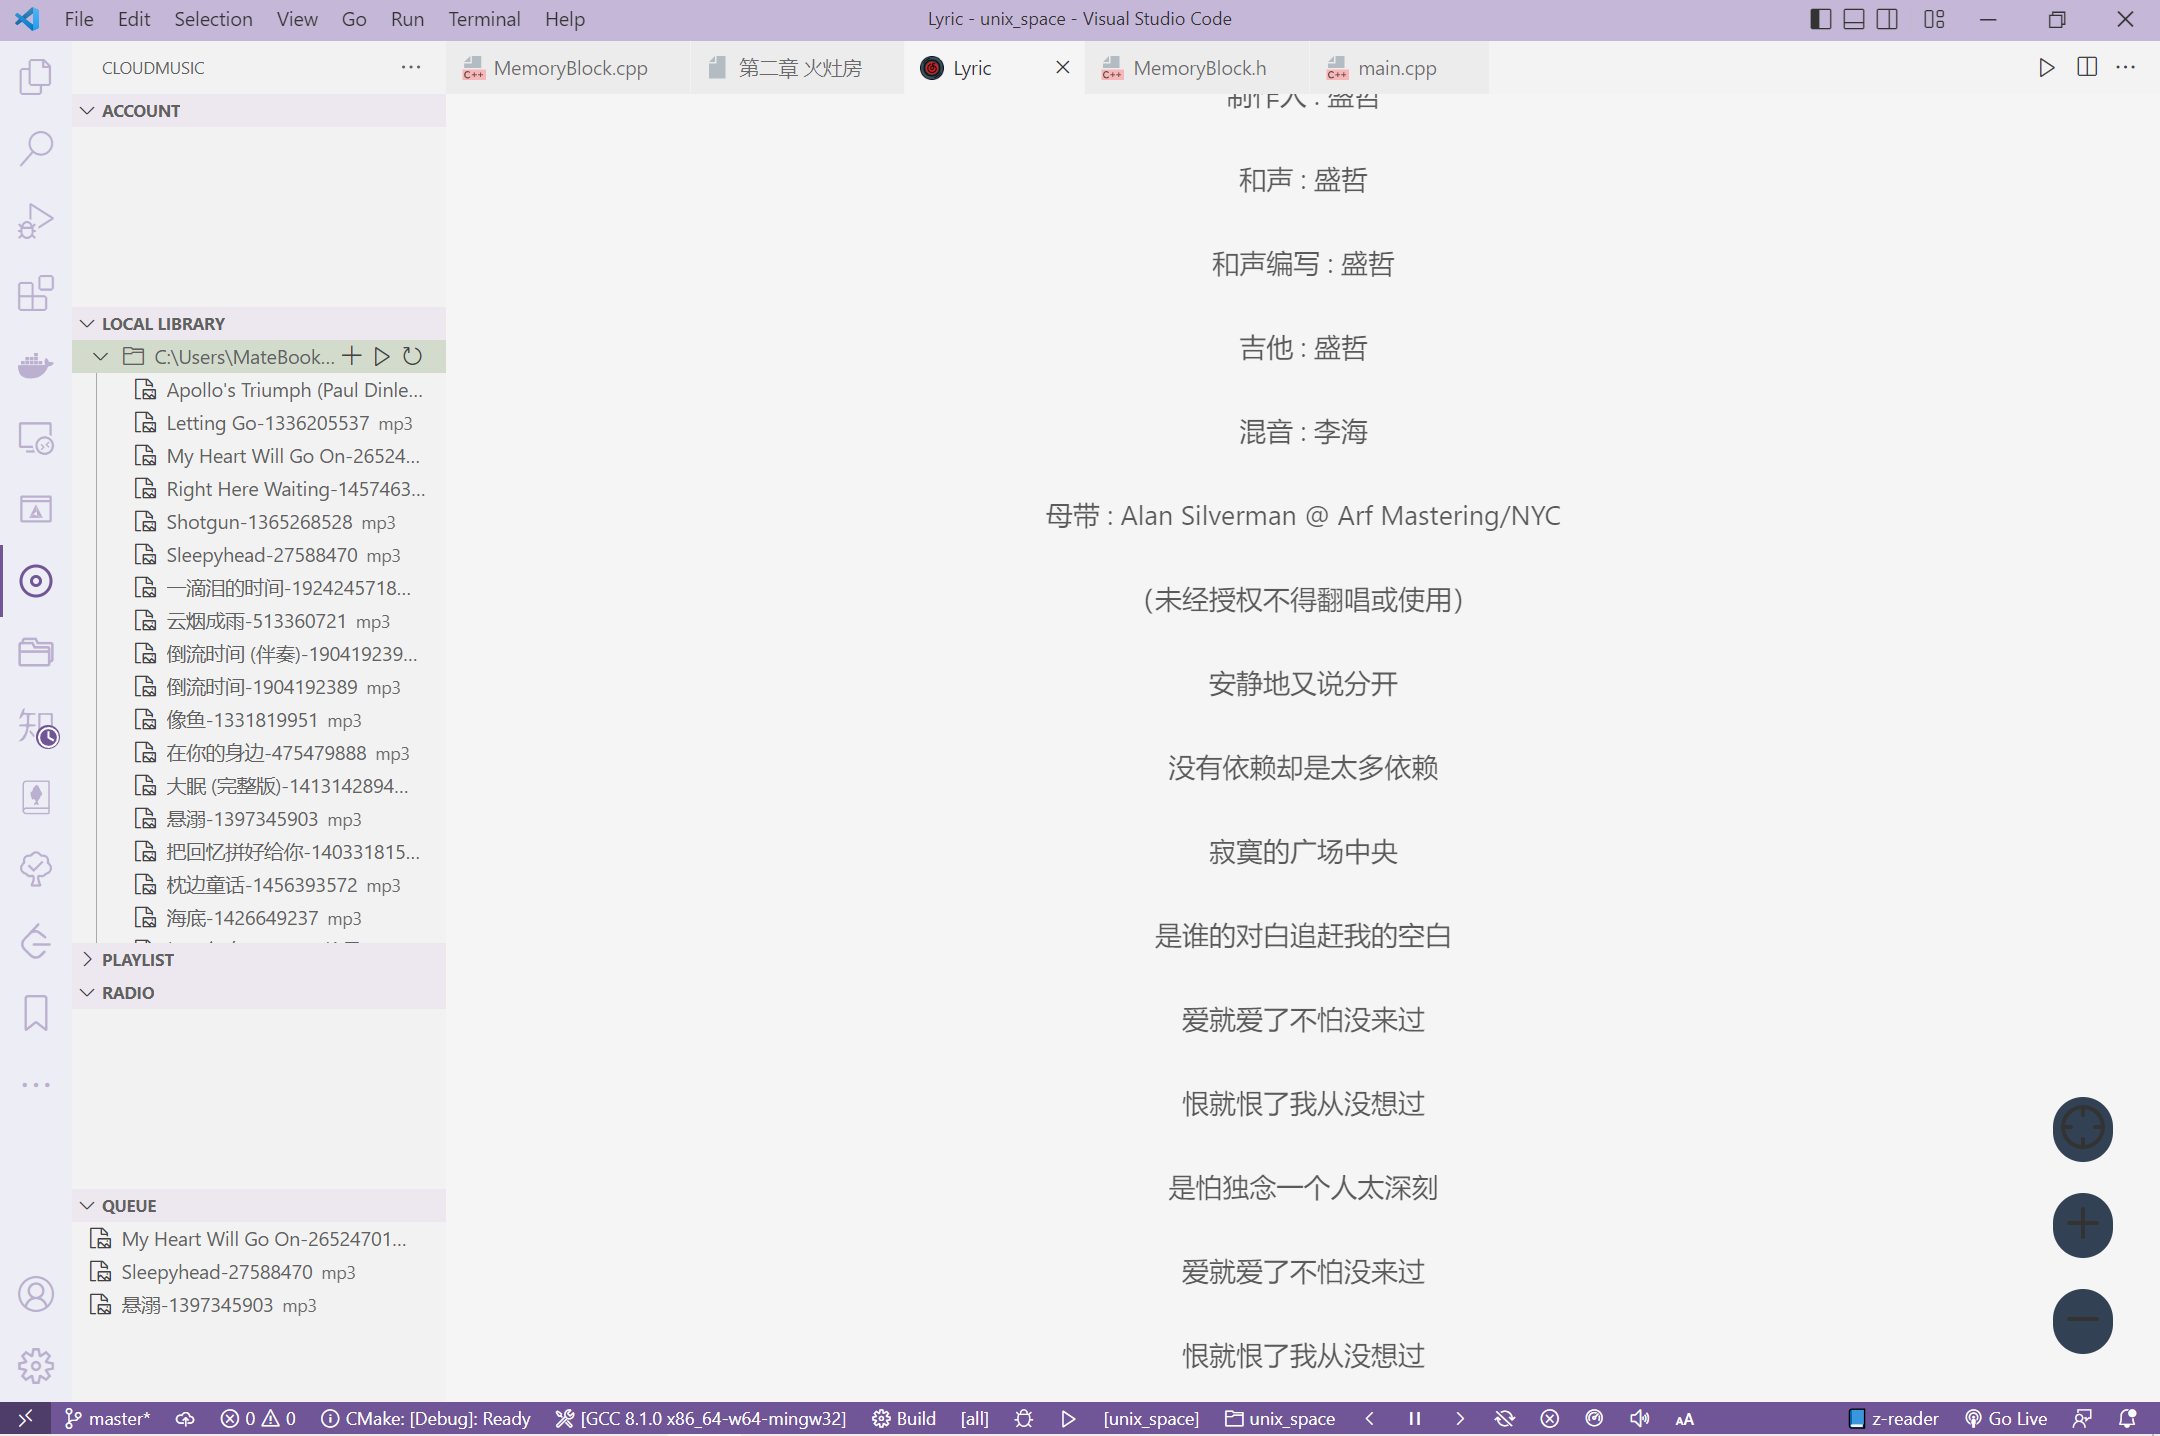 File Edit Selection View Go Run Terminal Help
Lyric - unix_space - Visual Studio Code
CLOUDMUSIC
MemoryBlock.cpp
第二章 火灶房
Lyric
MemoryBlock.h
main.cpp
ACCOUNT
LOCAL LIBRARY
C:\Users\MateBook...
Apollo's Triumph (Paul Dinle...
Letting Go-1336205537 mp3
My Heart Will Go On-26524...
Right Here Waiting-1457463...
Shotgun-1365268528 mp3
Sleepyhead-27588470 mp3
一滴泪的时间-1924245718...
云烟成雨-513360721 mp3
倒流时间 (伴奏)-190419239...
倒流时间-1904192389 mp3
像鱼-1331819951 mp3
在你的身边-475479888 mp3
大眠 (完整版)-1413142894...
悬溺-1397345903 mp3
把回忆拼好给你-140331815...
枕边童话-1456393572 mp3
海底-1426649237 mp3
PLAYLIST
RADIO
QUEUE
My Heart Will Go On-26524701...
Sleepyhead-27588470 mp3
悬溺-1397345903 mp3
制作人 : 盛哲
和声 : 盛哲
和声编写 : 盛哲
吉他 : 盛哲
混音 : 李海
母带 : Alan Silverman @ Arf Mastering/NYC
（未经授权不得翻唱或使用）
安静地又说分开
没有依赖却是太多依赖
寂寞的广场中央
是谁的对白追赶我的空白
爱就爱了不怕没来过
恨就恨了我从没想过
是怕独念一个人太深刻
爱就爱了不怕没来过
恨就恨了我从没想过
知
master* 0 0 CMake: [Debug]: Ready [GCC 8.1.0 x86_64-w64-mingw32] Build [all] [unix_space] unix_space AA z-reader Go Live